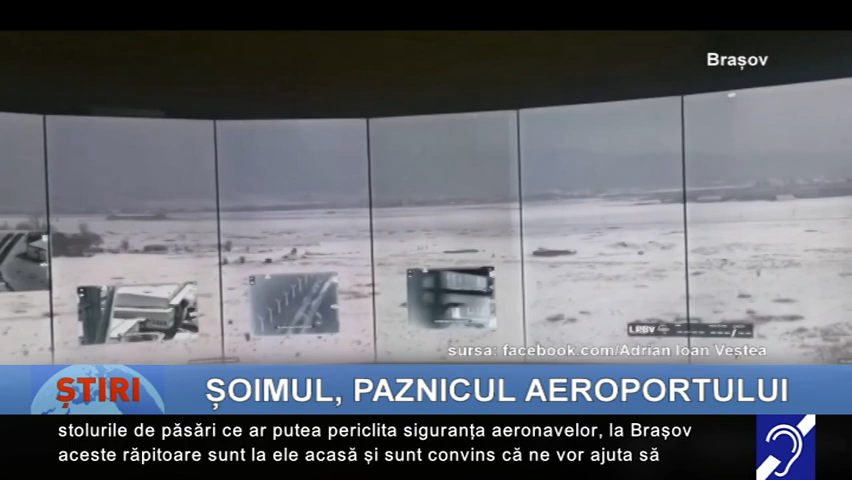 Brașov
LRBV
sursa: facebook.com/Adrian Ioan Veștea
ȘTIRI
ȘOIMUL, PAZNICUL AEROPORTULUI
stolurile de păsări ce ar putea periclita siguranța aeronavelor, la Brașov
aceste răpitoare sunt la ele acasă și sunt convins că ne vor ajuta să